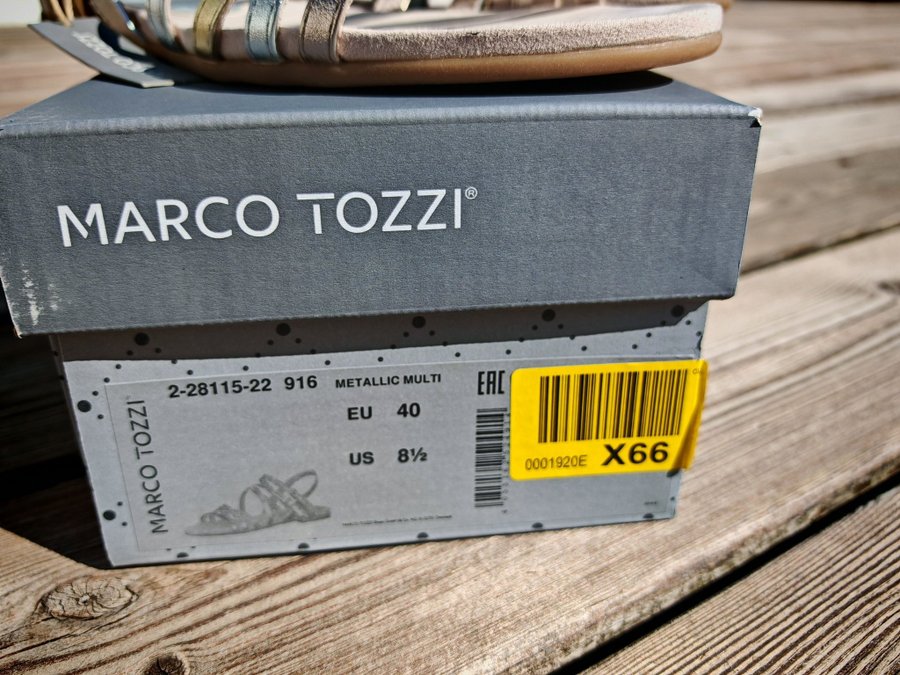 MARCO TOZZI®
2-28115-22 916 METALLIC MULTI
EAC
EU 40
US 8½
MARCO TOZZI
0001920E X66